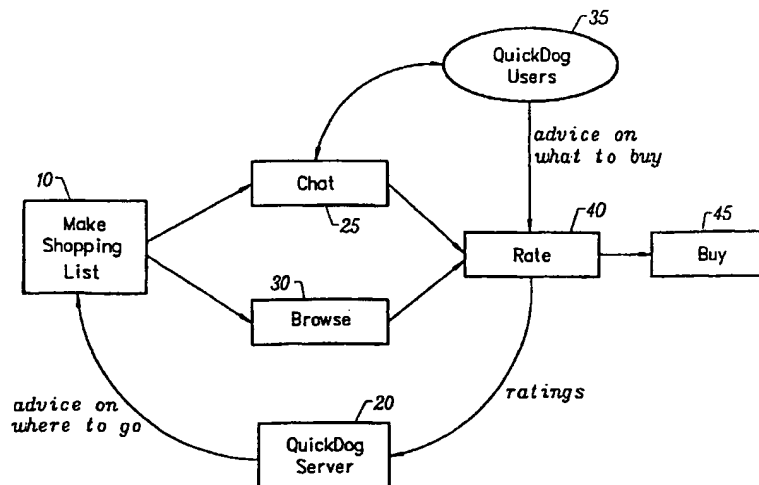 35
QuickDog
Users
advice on
what to buy
10
Chat
25
Make
Shopping
List
40
45
Rate
Buy
30
Browse
ratings
advice on
where to go
20
QuickDog
Server